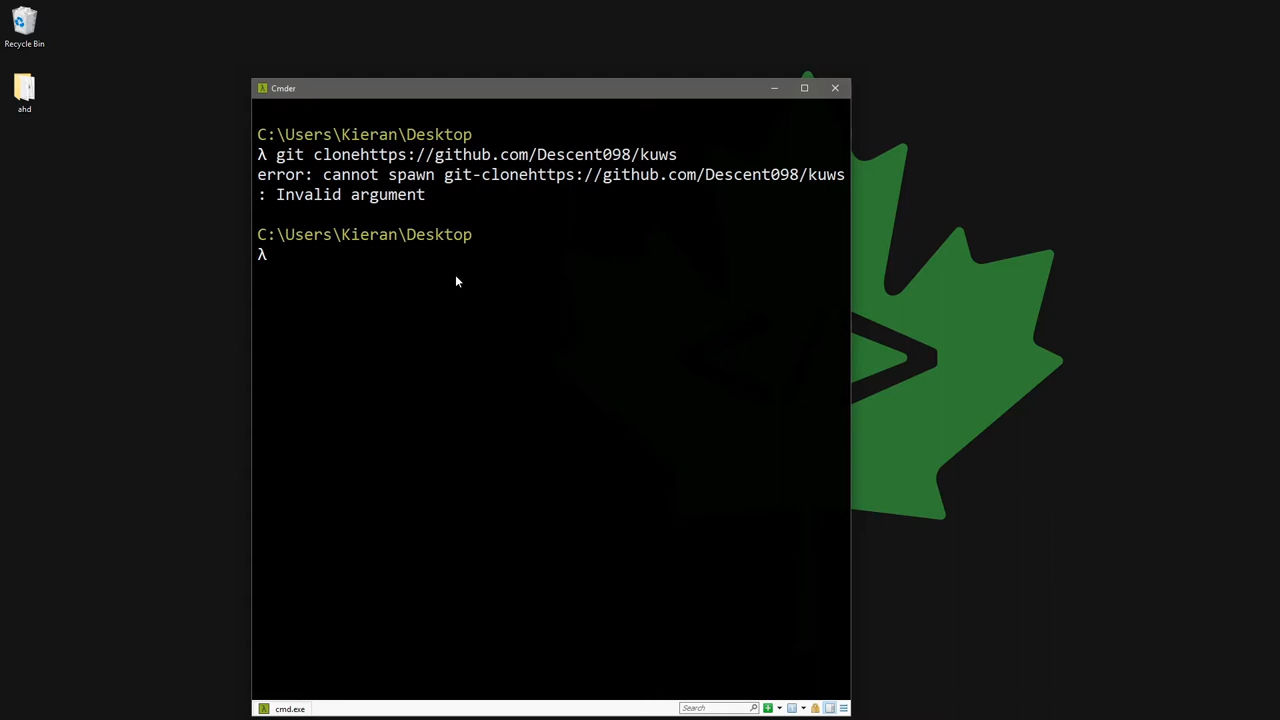 Recycle Bin
ahd
Cmder
C:\Users\Kieran\Desktop
λ git clonehttps://github.com/Descent098/kuws
error: cannot spawn git-clonehttps://github.com/Descent098/kuws
: Invalid argument
C:\Users\Kieran\Desktop
λ
cmd.exe
Search